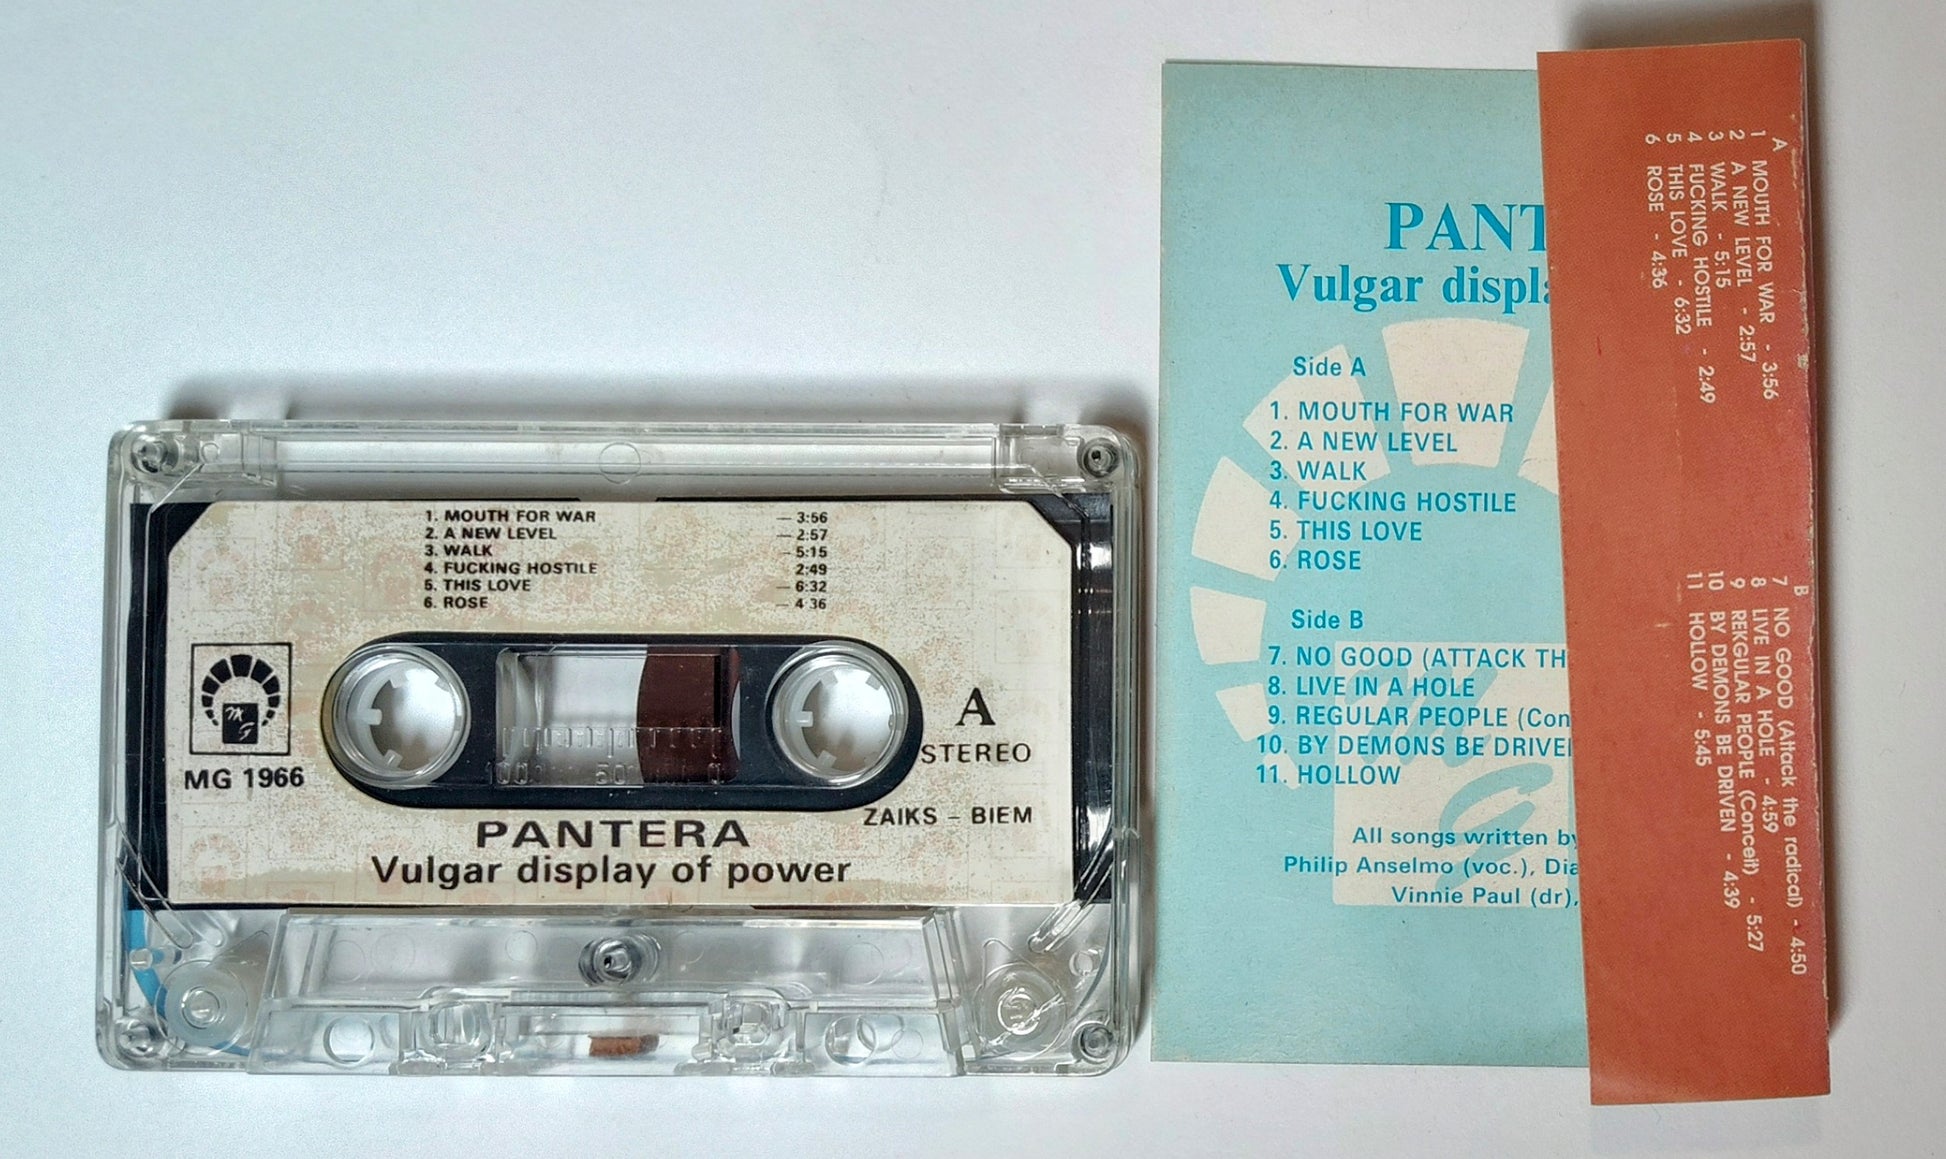 1. MOUTH FOR WAR — 3:56
2. A NEW LEVEL — 2:57
3. WALK - 5:15
4. FUCKING HOSTILE 2:49
5. THIS LOVE — 6:32
6. ROSE — 4 36
MG
MG 1966
A
STEREO
ZAIKS – BIEM
PANTERA
Vulgar display of power
100 50 0
PANT
Vulgar displa
Side A
1. MOUTH FOR WAR
2. A NEW LEVEL
3. WALK
4. FUCKING HOSTILE
5. THIS LOVE
6. ROSE
Side B
7. NO GOOD (ATTACK TH
8. LIVE IN A HOLE
9. REGULAR PEOPLE (Con
10. BY DEMONS BE DRIVE
11. HOLLOW
MG
All songs written by
Philip Anselmo (voc.), Dia
Vinnie Paul (dr),
A
1 MOUTH FOR WAR - 3:56
2 A NEW LEVEL - 2:57
3 WALK - 5:15
4 FUCKING HOSTILE - 2:49
5 THIS LOVE - 6:32
6 ROSE - 4:36
B
7 NO GOOD (Attack the radical) - 4:50
8 LIVE IN A HOLE - 4:59
9 REKGULAR PEOPLE (Conceit) - 5:27
10 BY DEMONS BE DRIVEN - 4:39
11 HOLLOW - 5:45